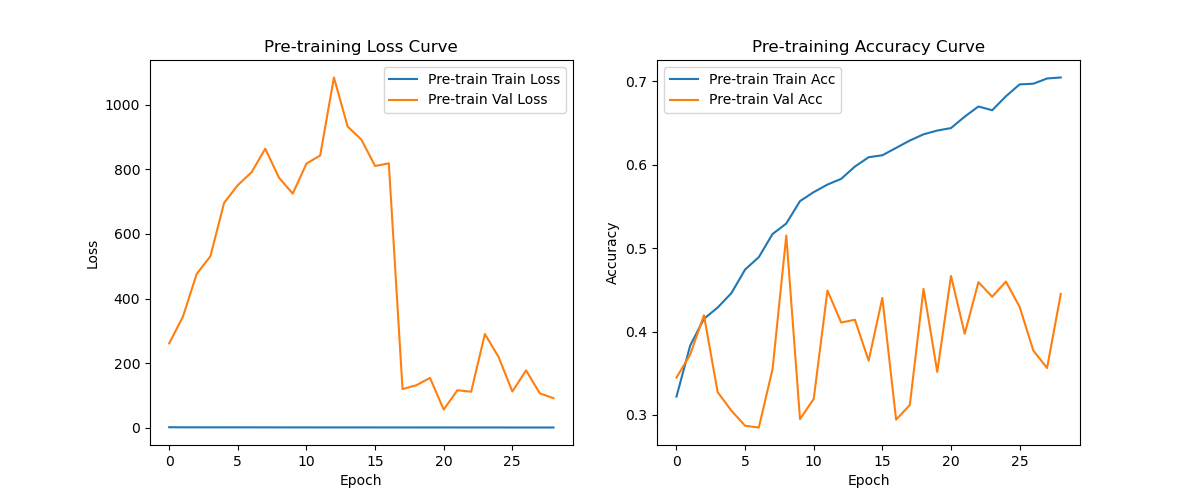 Pre-training Loss Curve
Pre-train Train Loss
Pre-train Val Loss
Loss
1000
800
600
400
200
0
0 5 10 15 20 25
Epoch
Pre-training Accuracy Curve
Pre-train Train Acc
Pre-train Val Acc
Accuracy
0.7
0.6
0.5
0.4
0.3
0 5 10 15 20 25
Epoch